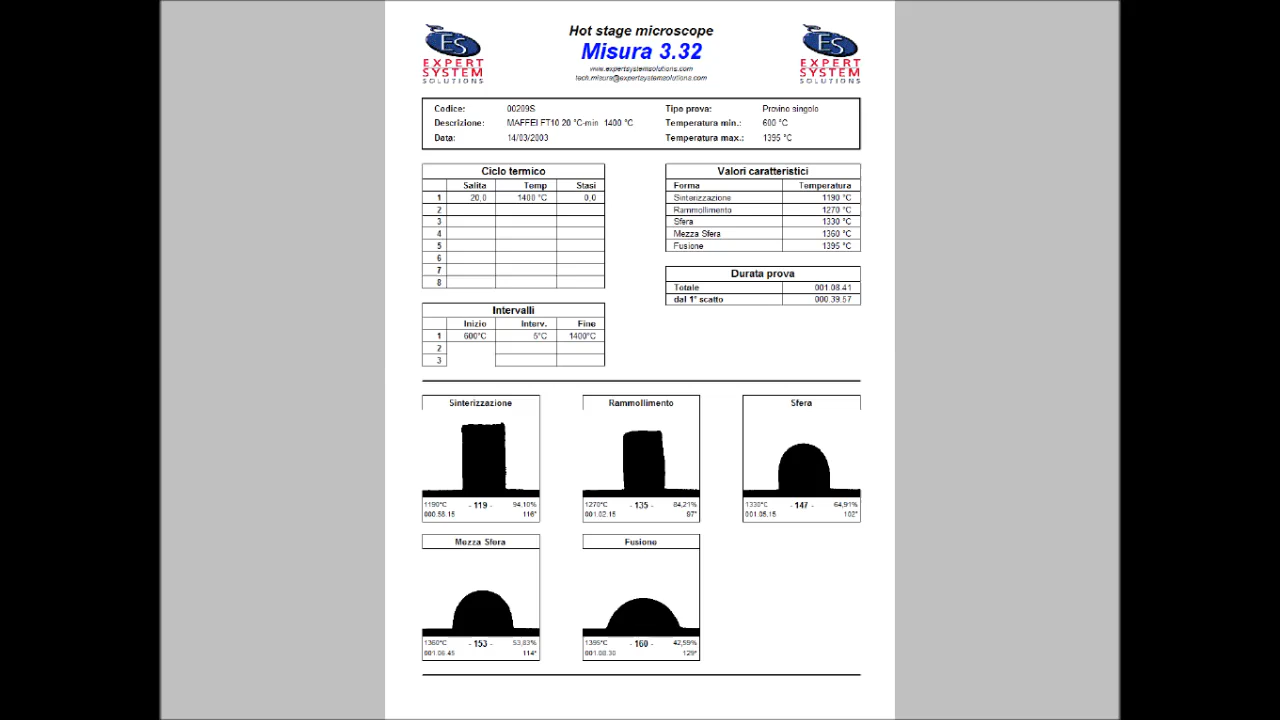 ES
EXPERT
SYSTEM
SOLUTIONS
Hot stage microscope
Misura 3.32
www.expertsystemsolutions.com
tech.misura@expertsystemsolutions.com
ES
EXPERT
SYSTEM
SOLUTIONS
Codice: 00209S Tipo prova: Provino singolo
Descrizione: MAFFEI FT10 20 °C-min 1400 °C Temperatura min.: 600 °C
Data: 14/03/2003 Temperatura max.: 1395 °C
Ciclo termico
Salita Temp Stasi
1 20,0 1400 °C 0,0
2
3
4
5
6
7
8
Valori caratteristici
Forma Temperatura
Sinterizzazione 1190 °C
Rammollimento 1270 °C
Sfera 1330 °C
Mezza Sfera 1360 °C
Fusione 1395 °C
Durata prova
Totale 001.08.41
dal 1° scatto 000.39.57
Intervalli
Inizio Interv. Fine
1 600°C 5°C 1400°C
2
3
Sinterizzazione
1190°C - 119 - 94,10%
000.58.15 116°
Rammollimento
1270°C - 135 - 84,21%
001.02.15 97°
Sfera
1330°C - 147 - 64,91%
001.05.15 102°
Mezza Sfera
1360°C - 153 - 53,83%
001.06.45 114°
Fusione
1395°C - 160 - 42,59%
001.08.30 129°